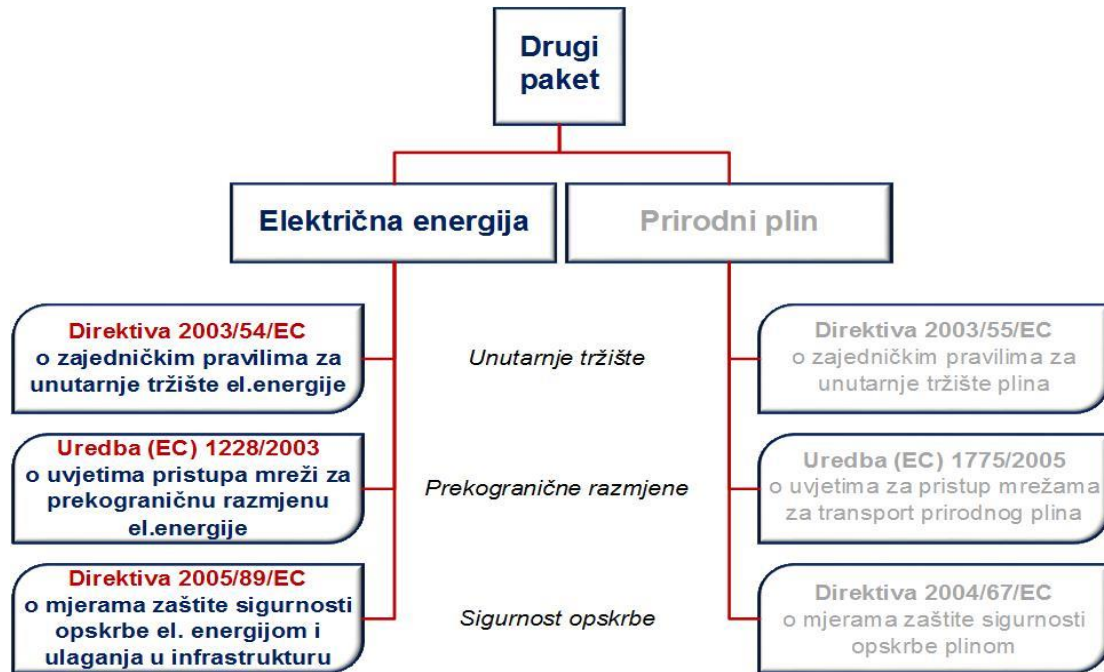 Drugi
paket
Električna energija
Prirodni plin
Direktiva 2003/54/EC
o zajedničkim pravilima za
unutarnje tržište el.energije
Unutarnje tržište
Direktiva 2003/55/EC
o zajedničkim pravilima za
unutarnje tržište plina
Uredba (EC) 1228/2003
o uvjetima pristupa mreži za
prekograničnu razmjenu
el.energije
Prekogranične razmjene
Uredba (EC) 1775/2005
o uvjetima za pristup mrežama
za transport prirodnog plina
Direktiva 2005/89/EC
o mjerama zaštite sigurnosti
opskrbe el. energijom i
ulaganja u infrastrukturu
Sigurnost opskrbe
Direktiva 2004/67/EC
o mjerama zaštite sigurnosti
opskrbe plinom